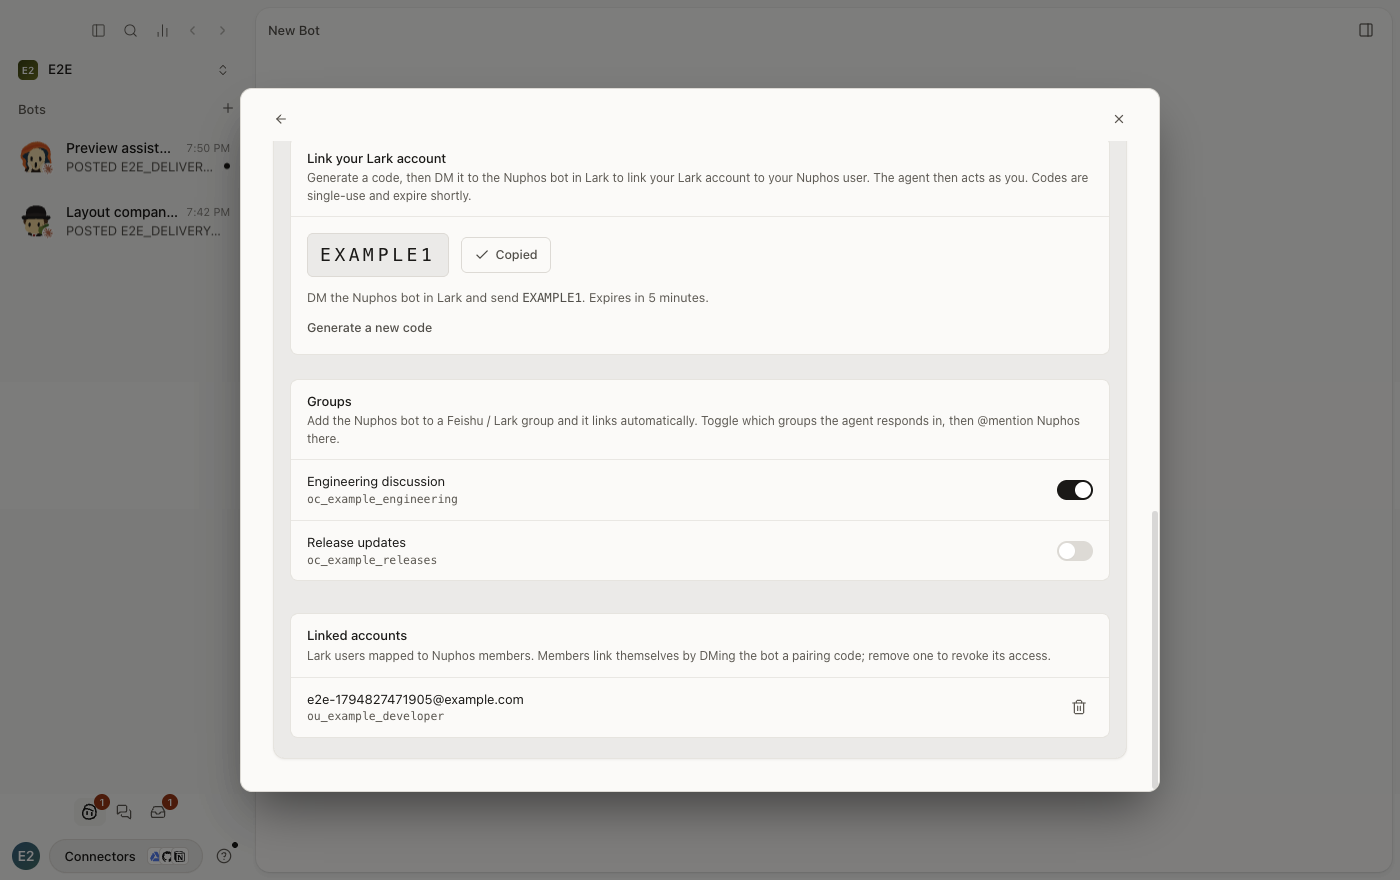 New Bot
E2 E2E
Bots
Preview assist... 7:50 PM
POSTED E2E_DELIVER...
Layout compan... 7:42 PM
POSTED E2E_DELIVERY...
Link your Lark account
Generate a code, then DM it to the Nuphos bot in Lark to link your Lark account to your Nuphos user. The agent then acts as you. Codes are
single-use and expire shortly.
EXAMPLE1 Copied
DM the Nuphos bot in Lark and send EXAMPLE1. Expires in 5 minutes.
Generate a new code
Groups
Add the Nuphos bot to a Feishu / Lark group and it links automatically. Toggle which groups the agent responds in, then @mention Nuphos
there.
Engineering discussion
oc_example_engineering
Release updates
oc_example_releases
Linked accounts
Lark users mapped to Nuphos members. Members link themselves by DMing the bot a pairing code; remove one to revoke its access.
e2e-1794827471905@example.com
ou_example_developer
1 1
E2 Connectors